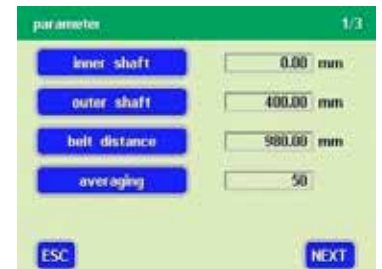 parameter 1/3
inner shaft 0.00 mm
outer shaft 400.00 mm
belt distance 980.00 mm
averaging 50
ESC NEXT